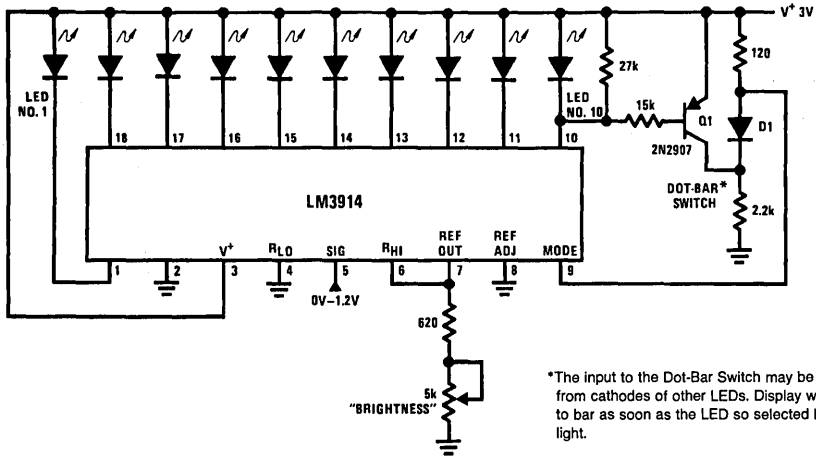 V+ 3V
LED
NO. 1
LED
NO. 10
27k
15k
Q1
2N2907
120
D1
DOT-BAR*
SWITCH
2.2k
18
17
16
15
14
13
12
11
10
LM3914
V+
RLO
SIG
RHI
REF
OUT
REF
ADJ
MODE
1
2
3
4
5
6
7
8
9
0V–1.2V
620
5k
"BRIGHTNESS"
*The input to the Dot-Bar Switch may be
from cathodes of other LEDs. Display
to bar as soon as the LED so selected
light.